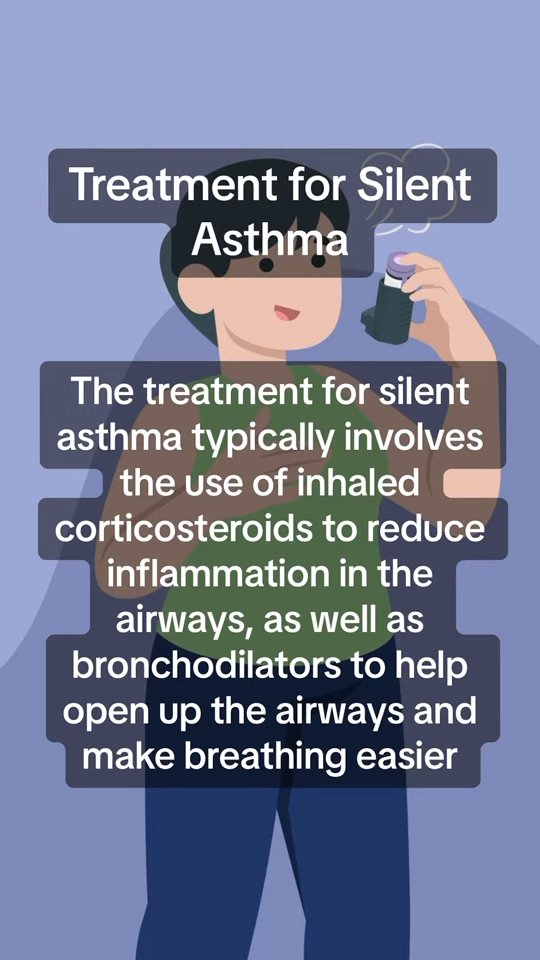 Treatment for Silent
Asthma
The treatment for silent
asthma typically involves
the use of inhaled
corticosteroids to reduce
inflammation in the
airways, as well as
bronchodilators to help
open up the airways and
make breathing easier